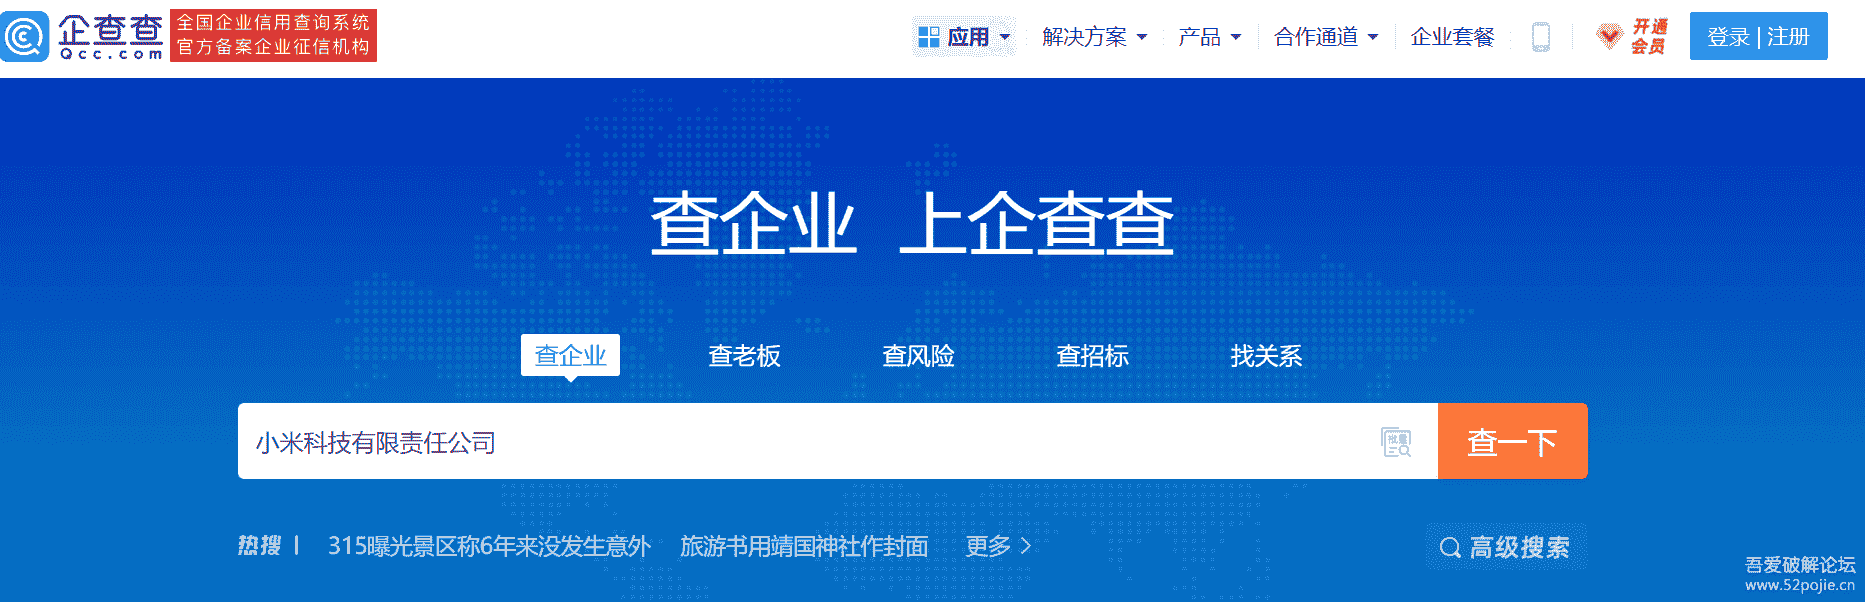 企查查
Qcc.com
全国企业信用查询系统
官方备案企业征信机构
应用
解决方案
产品
合作通道
企业套餐
开通
会员
登录 | 注册
查企业 上企查查
查企业
查老板
查风险
查招标
找关系
小米科技有限责任公司
批量
查一下
热搜
315曝光景区称6年来没发生意外
旅游书用靖国神社作封面
更多
高级搜索
吾爱破解论坛
www.52pojie.cn